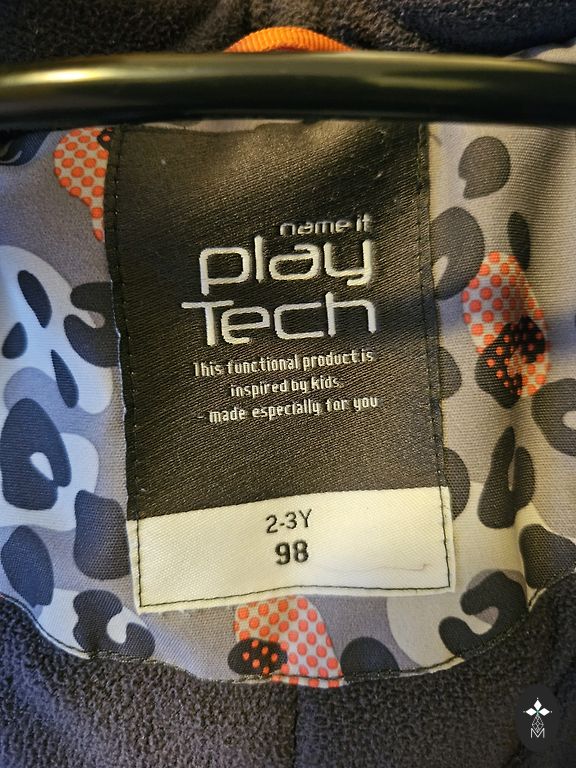 name it
play
Tech
This functional product is
inspired by kids.
- made especially for you
2-3Y
98
M